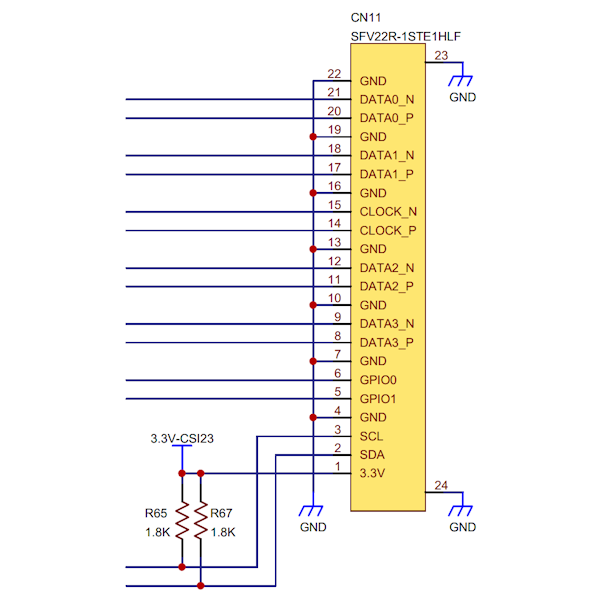 CN11
SFV22R-1STE1HLF
23
GND
22 GND
21 DATA0_N
20 DATA0_P
19 GND
18 DATA1_N
17 DATA1_P
16 GND
15 CLOCK_N
14 CLOCK_P
13 GND
12 DATA2_N
11 DATA2_P
10 GND
9 DATA3_N
8 DATA3_P
7 GND
6 GPIO0
5 GPIO1
4 GND
3 SCL
2 SDA
1 3.3V
3.3V-CSI23
24
GND
GND
R65
1.8K
R67
1.8K